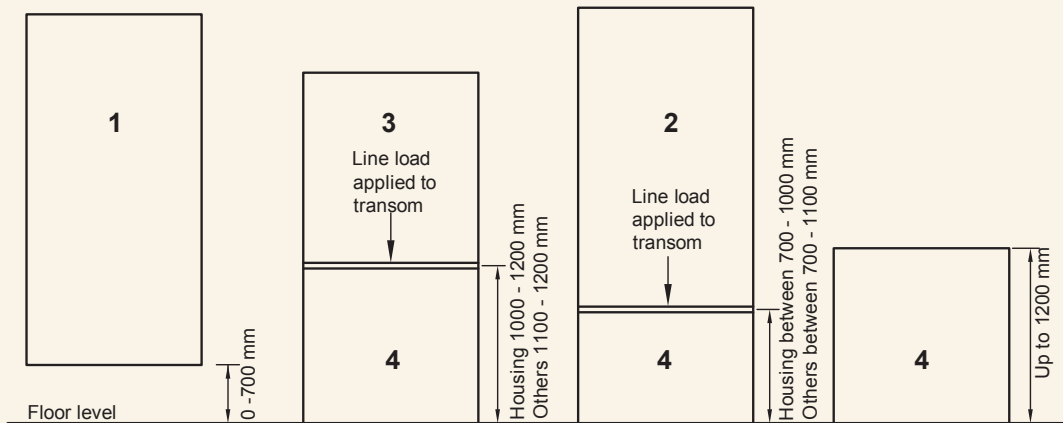 1
0 -700 mm
Floor level
3
Line load
applied to
transom
4
Housing 1000 - 1200 mm
Others 1100 - 1200 mm
2
Line load
applied to
transom
4
Housing between 700 - 1000 mm
Others between 700 - 1100 mm
4
Up to 1200 mm